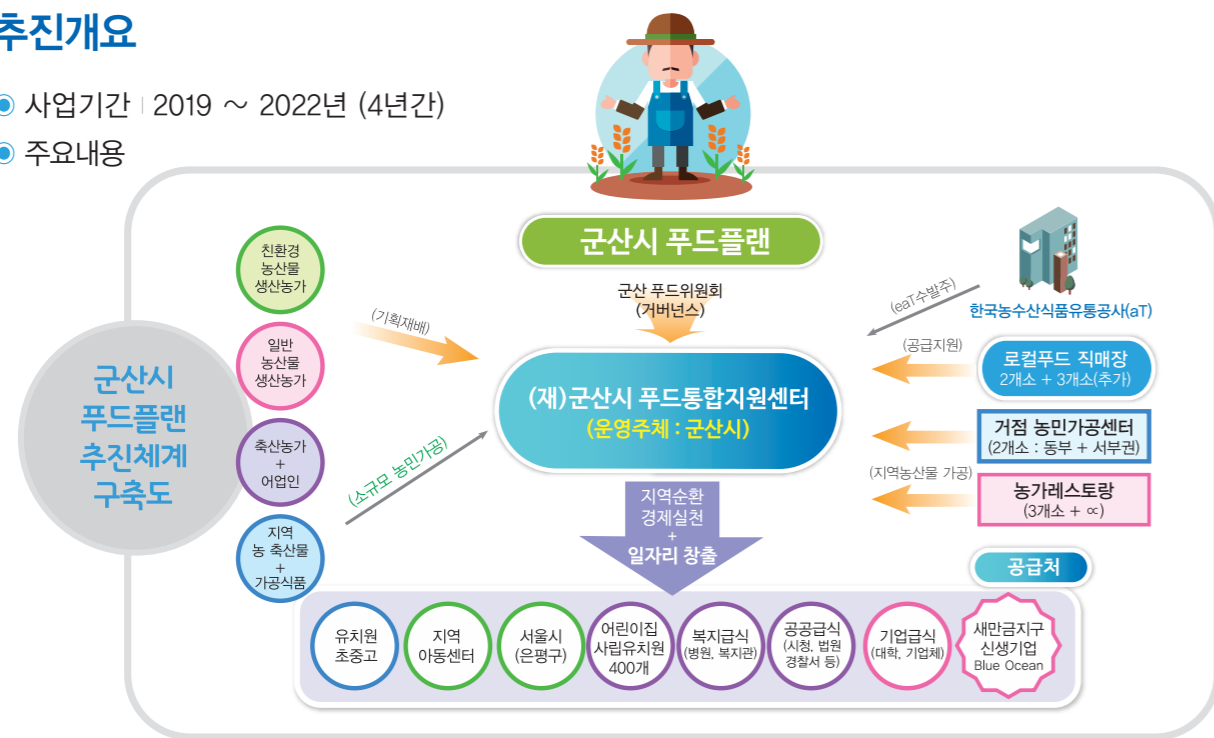 추진개요
사업기간 | 2019 ~ 2022년 (4년간)
주요내용
군산시 푸드플랜
군산 푸드위원회
(거버넌스)
군산시
푸드플랜
추진체계
구축도
친환경
농산물
생산농가
일반
농산물
생산농가
축산농가
+
어업인
지역
농 축산물
+
가공식품
(기획재배)
(소규모 농민가공)
(재)군산시 푸드통합지원센터
(운영주체 : 군산시)
(eaT수발주)
한국농수산식품유통공사(aT)
(공급지원)
로컬푸드 직매장
2개소 + 3개소(추가)
거점 농민가공센터
(2개소 : 동부 + 서부권)
(지역농산물 가공)
농가레스토랑
(3개소 + ∝)
지역순환
경제실천
+
일자리 창출
공급처
유치원
초중고
지역
아동센터
서울시
(은평구)
어린이집
사립유치원
400개
복지급식
(병원, 복지관)
공공급식
(시청, 법원
경찰서 등)
기업급식
(대학, 기업체)
새만금지구
신생기업
Blue Ocean